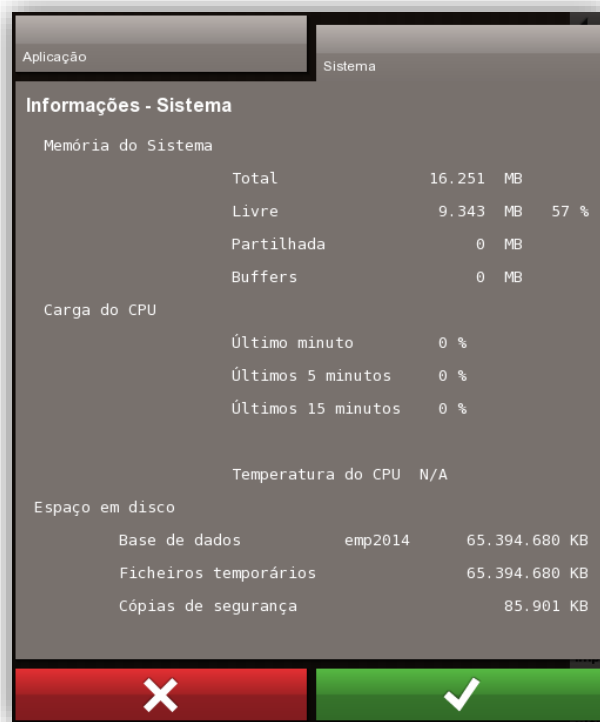 Aplicação
Sistema
Informações - Sistema
Memória do Sistema
Total 16.251 MB
Livre 9.343 MB 57 %
Partilhada 0 MB
Buffers 0 MB
Carga do CPU
Último minuto 0 %
Últimos 5 minutos 0 %
Últimos 15 minutos 0 %
Temperatura do CPU N/A
Espaço em disco
Base de dados emp2014 65.394.680 KB
Ficheiros temporários 65.394.680 KB
Cópias de segurança 85.901 KB